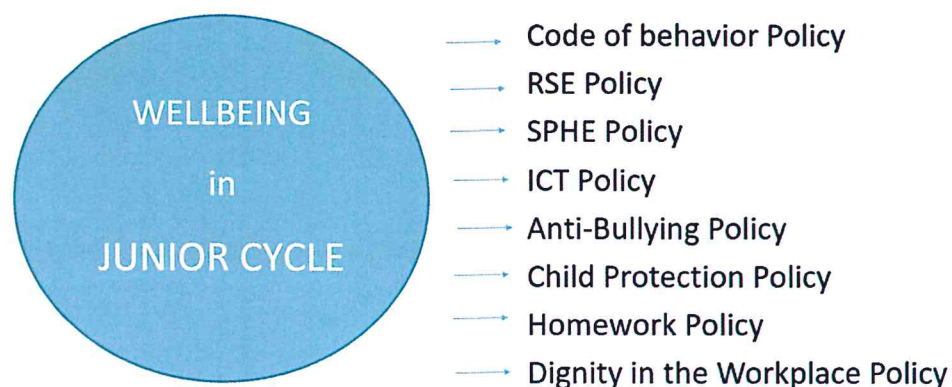 WELLBEING
in
JUNIOR CYCLE
Code of behavior Policy
RSE Policy
SPHE Policy
ICT Policy
Anti-Bullying Policy
Child Protection Policy
Homework Policy
Dignity in the Workplace Policy